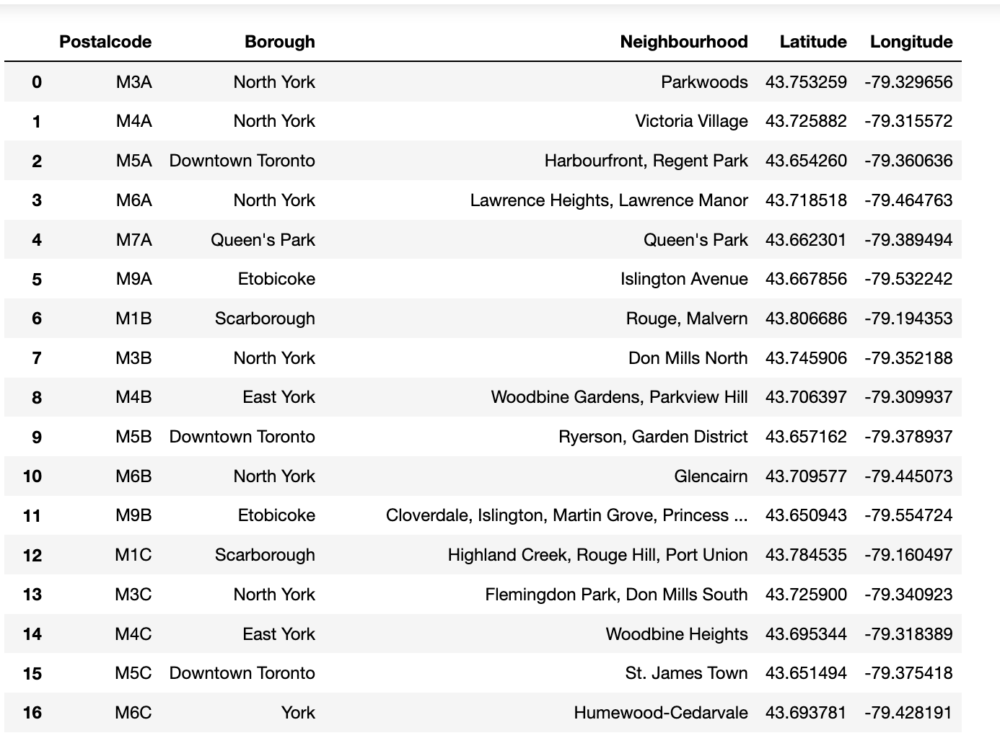 Postalcode Borough Neighbourhood Latitude Longitude
0 M3A North York Parkwoods 43.753259 -79.329656
1 M4A North York Victoria Village 43.725882 -79.315572
2 M5A Downtown Toronto Harbourfront, Regent Park 43.654260 -79.360636
3 M6A North York Lawrence Heights, Lawrence Manor 43.718518 -79.464763
4 M7A Queen's Park Queen's Park 43.662301 -79.389494
5 M9A Etobicoke Islington Avenue 43.667856 -79.532242
6 M1B Scarborough Rouge, Malvern 43.806686 -79.194353
7 M3B North York Don Mills North 43.745906 -79.352188
8 M4B East York Woodbine Gardens, Parkview Hill 43.706397 -79.309937
9 M5B Downtown Toronto Ryerson, Garden District 43.657162 -79.378937
10 M6B North York Glencairn 43.709577 -79.445073
11 M9B Etobicoke Cloverdale, Islington, Martin Grove, Princess ... 43.650943 -79.554724
12 M1C Scarborough Highland Creek, Rouge Hill, Port Union 43.784535 -79.160497
13 M3C North York Flemingdon Park, Don Mills South 43.725900 -79.340923
14 M4C East York Woodbine Heights 43.695344 -79.318389
15 M5C Downtown Toronto St. James Town 43.651494 -79.375418
16 M6C York Humewood-Cedarvale 43.693781 -79.428191